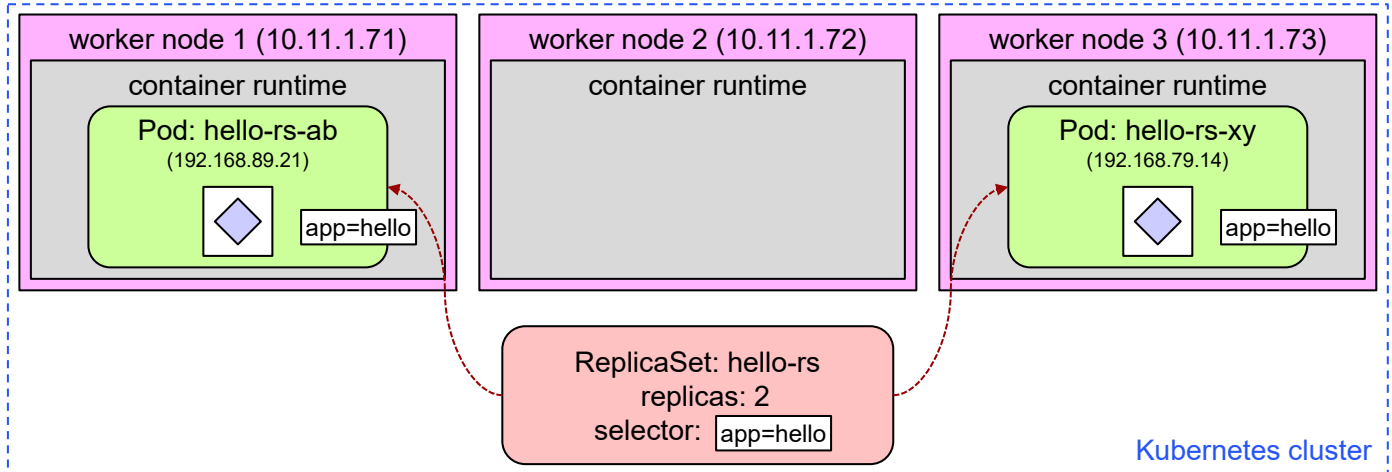 worker node 1 (10.11.1.71)
container runtime
Pod: hello-rs-ab
(192.168.89.21)
app=hello
worker node 2 (10.11.1.72)
container runtime
worker node 3 (10.11.1.73)
container runtime
Pod: hello-rs-xy
(192.168.79.14)
app=hello
ReplicaSet: hello-rs
replicas: 2
selector: app=hello
Kubernetes cluster